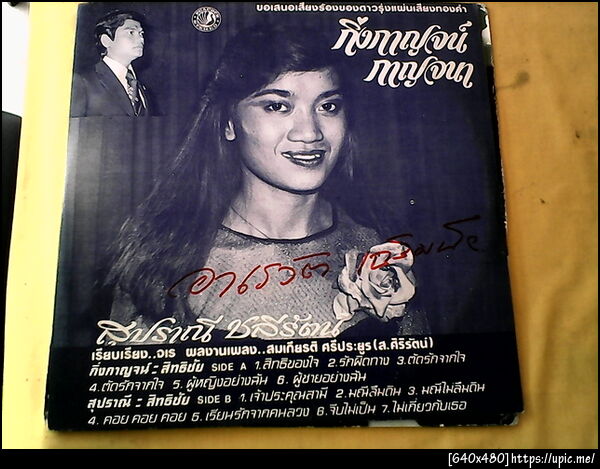 ขอเสนอเสียงร้องของดาวรุ่งแผ่นเสียงทองคำ
กิ่งกาญจน์
กาญจนา
สุปราณี ชลีรัตน์
เรียบเรียง..จเร ผลงานเพลง..สมเกียรติ ศรีประยูร(ส.ศิริรัตน์)
กิ่งกาญจน์ : สิทธิชัย SIDE A 1.สิทธิของใจ 2.รักผิดทาง 3.ตัดรักจากใจ
4.ตัดรักจากใจ 5.ผู้หญิงอย่างฉัน 6.ผู้ชายอย่างฉัน
สุปราณี : สิทธิชัย SIDE B 1.เจ้าประคุณสามี 2.มณีลืมดิน 3.มณีไม่ลืมดิน
4.คอย คอย คอย 5.เรียนรักจากคนลวง 6.จีบไม่เป็น 7.ไม่เกี่ยวกับเธอ
[640x480]https://upic.me/